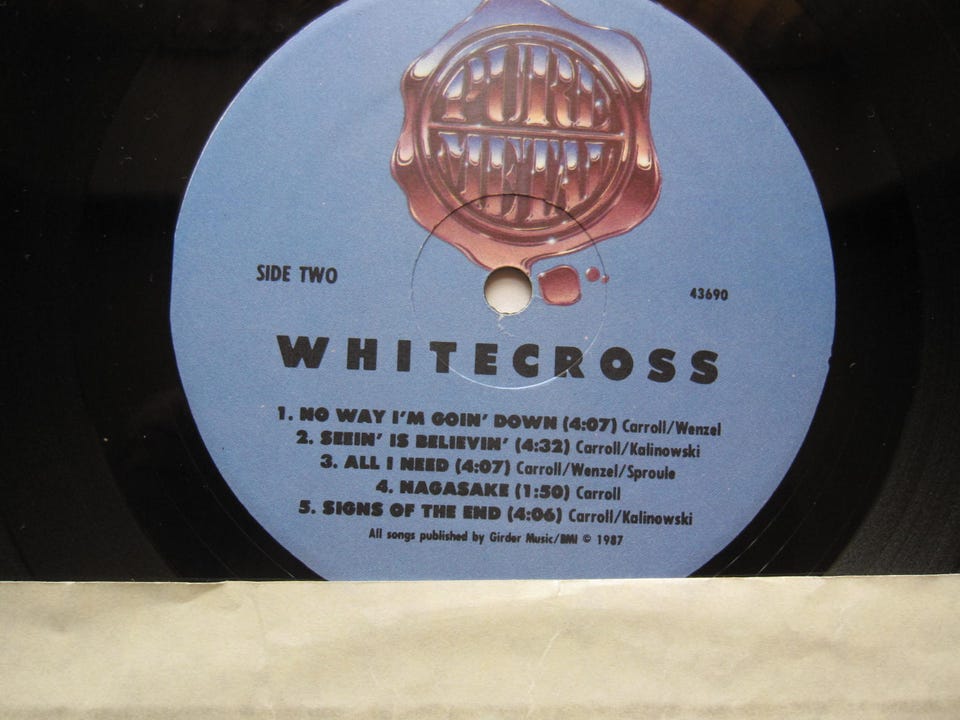 PURE
METAL
SIDE TWO
43690
WHITECROSS
1. NO WAY I'M GOIN' DOWN (4:07) Carroll/Wenzel
2. SEEIN' IS BELIEVIN' (4:32) Carroll/Kalinowski
3. ALL I NEED (4:07) Carroll/Wenzel/Sproule
4. NAGASAKE (1:50) Carroll
5. SIGNS OF THE END (4:06) Carroll/Kalinowski
All songs published by Girder Music/BMI © 1987